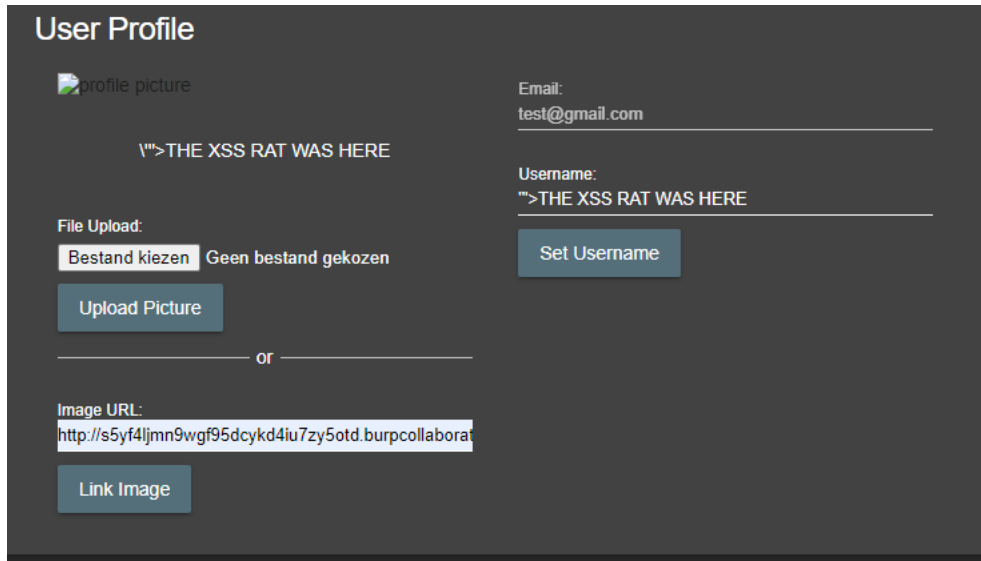 User Profile
profile picture
\'">THE XSS RAT WAS HERE
File Upload:
Bestand kiezen Geen bestand gekozen
Upload Picture
or
Image URL:
http://s5yf4ljmn9wgf95dcykd4iu7zy5otd.burpcollaborat
Link Image
Email:
test@gmail.com
Username:
'">THE XSS RAT WAS HERE
Set Username